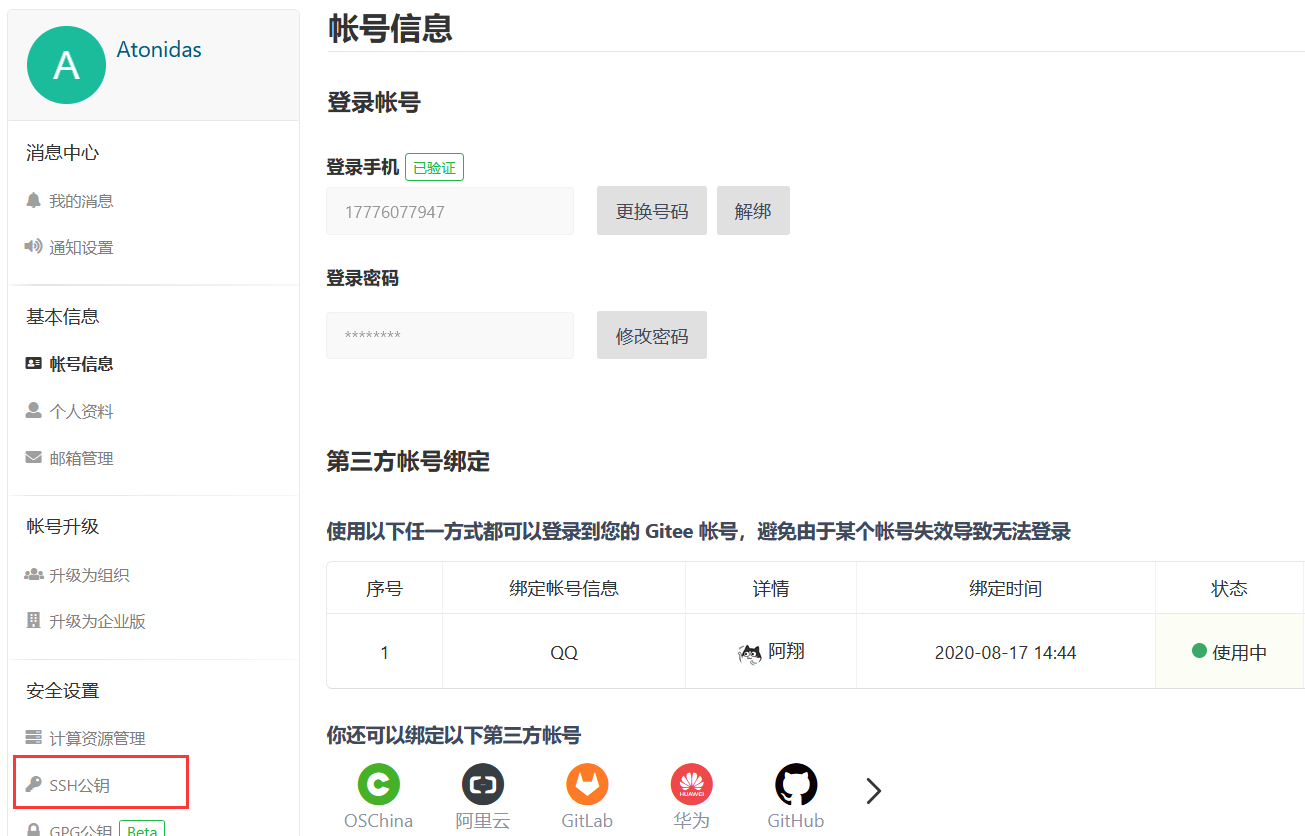 A
Atonidas
消息中心
我的消息
通知设置
基本信息
帐号信息
个人资料
邮箱管理
帐号升级
升级为组织
升级为企业版
安全设置
计算资源管理
SSH公钥
GPG公钥 Beta
帐号信息
登录帐号
登录手机 已验证
17776077947 更换号码 解绑
登录密码
******** 修改密码
第三方帐号绑定
使用以下任一方式都可以登录到您的 Gitee 帐号，避免由于某个帐号失效导致无法登录
序号 绑定帐号信息 详情 绑定时间 状态
1 QQ 阿翔 2020-08-17 14:44 使用中
你还可以绑定以下第三方帐号
HUAWEI
OSChina 阿里云 GitLab 华为 GitHub